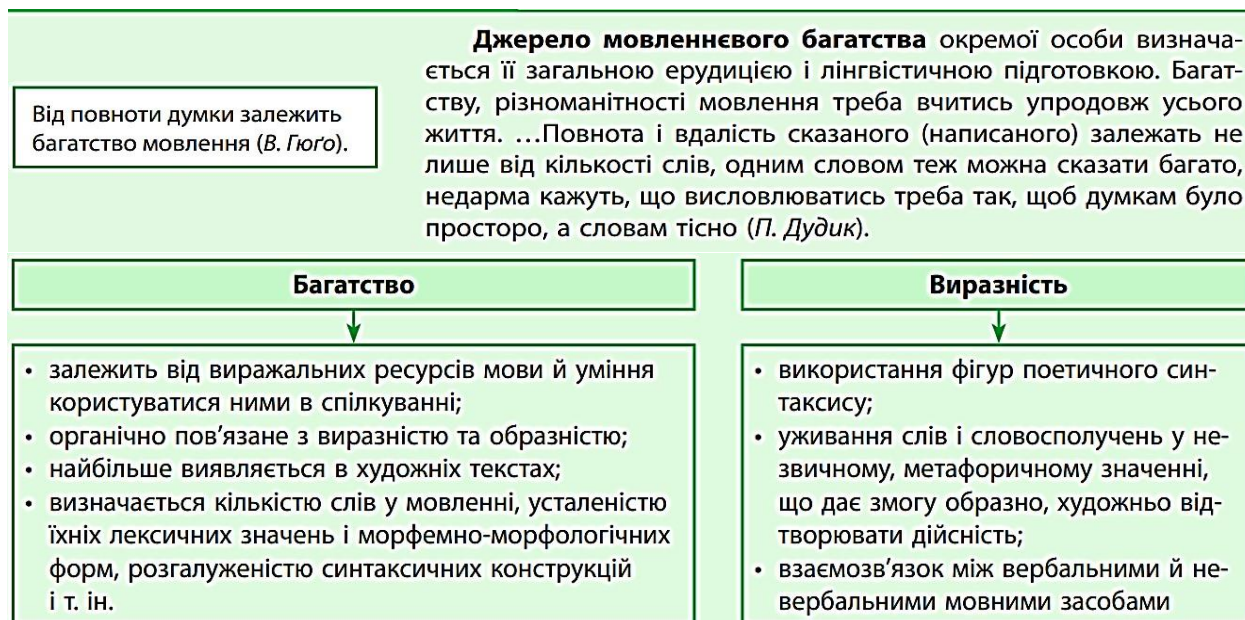 Від повноти думки залежить
багатство мовлення (В. Гюґо).
Джерело мовленнєвого багатства окремої особи визнача-
ється її загальною ерудицією і лінгвістичною підготовкою. Багат-
ству, різноманітності мовлення треба вчитись упродовж усього
життя. …Повнота і вдалість сказаного (написаного) залежать не
лише від кількості слів, одним словом теж можна сказати багато,
недарма кажуть, що висловлюватись треба так, щоб думкам було
просторо, а словам тісно (П. Дудик).
Багатство
• залежить від виражальних ресурсів мови й уміння
користуватися ними в спілкуванні;
• органічно пов’язане з виразністю та образністю;
• найбільше виявляється в художніх текстах;
• визначається кількістю слів у мовленні, усталеністю
їхніх лексичних значень і морфемно-морфологічних
форм, розгалуженістю синтаксичних конструкцій
і т. ін.
Виразність
• використання фігур поетичного син-
таксису;
• уживання слів і словосполучень у не-
звичному, метафоричному значенні,
що дає змогу образно, художньо від-
творювати дійсність;
• взаємозв’язок між вербальними й не-
вербальними мовними засобами